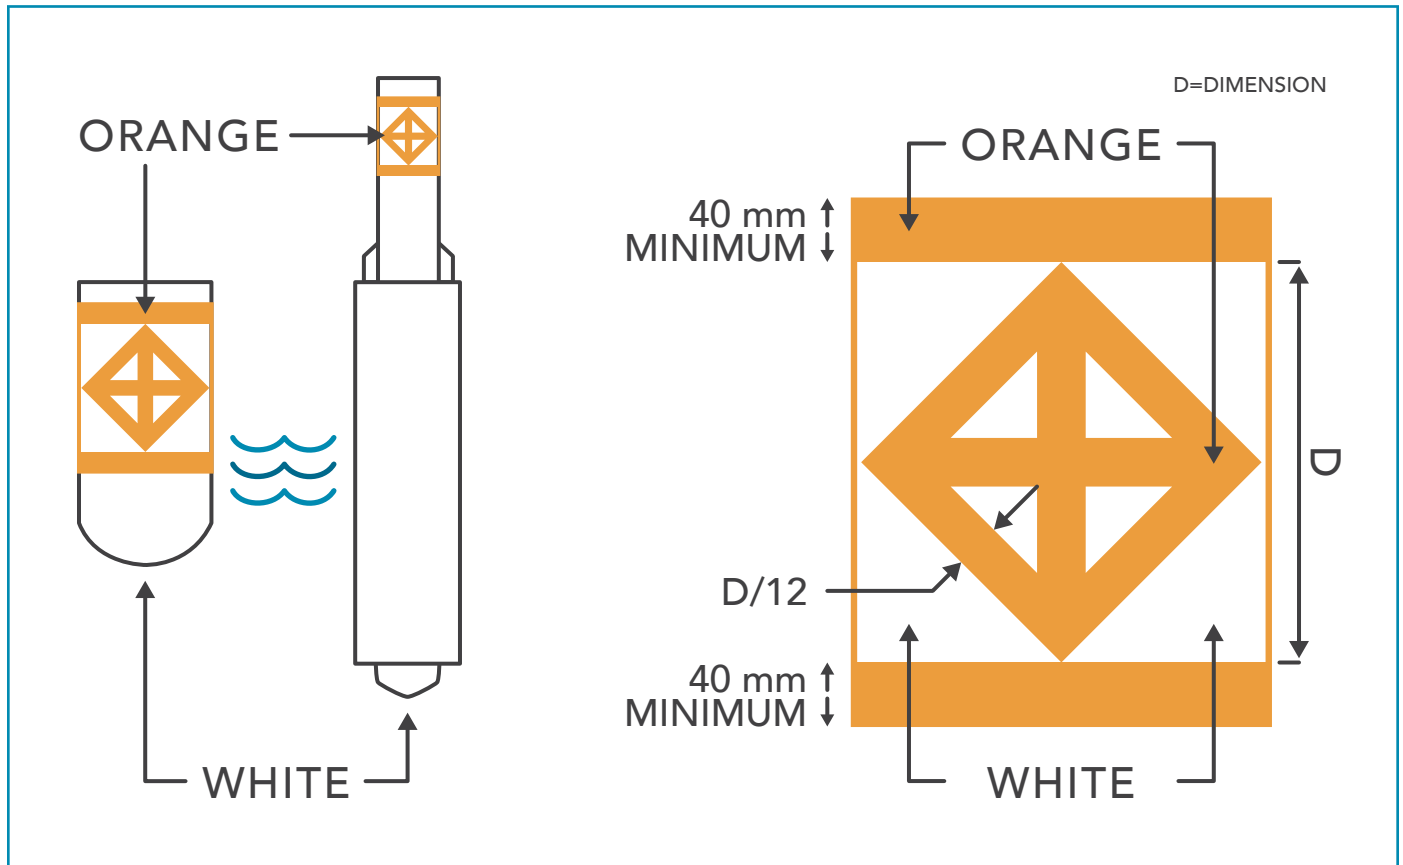 D=DIMENSION
ORANGE
ORANGE
40 mm
MINIMUM
D
D/12
40 mm
MINIMUM
WHITE
WHITE